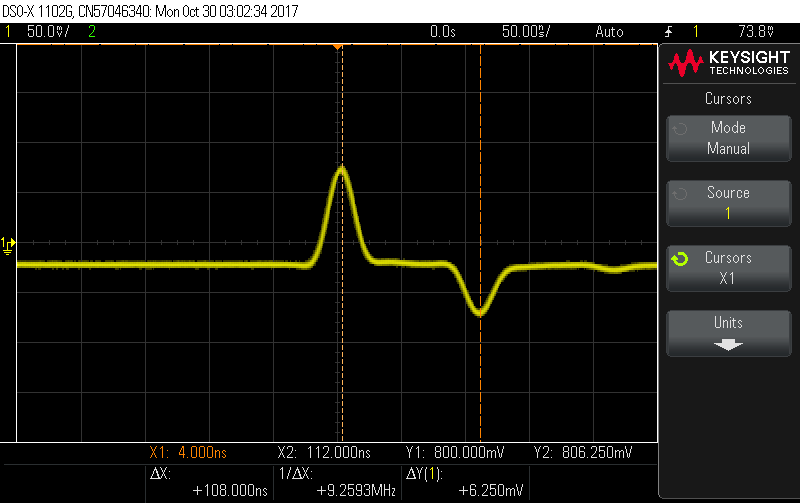 DSO-X 1102G, CN57046340: Mon Oct 30 03:02:34 2017
1 50.0V/ 2 0.0s 50.00s/ Auto 1 73.8V
KEYSIGHT
TECHNOLOGIES
Cursors
Mode
Manual
Source
1
Cursors
X1
Units
1
X1: 4.000ns X2: 112.000ns Y1: 800.000mV Y2: 806.250mV
ΔX: 1/ΔX: ΔY(1):
+108.000ns +9.2593MHz +6.250mV